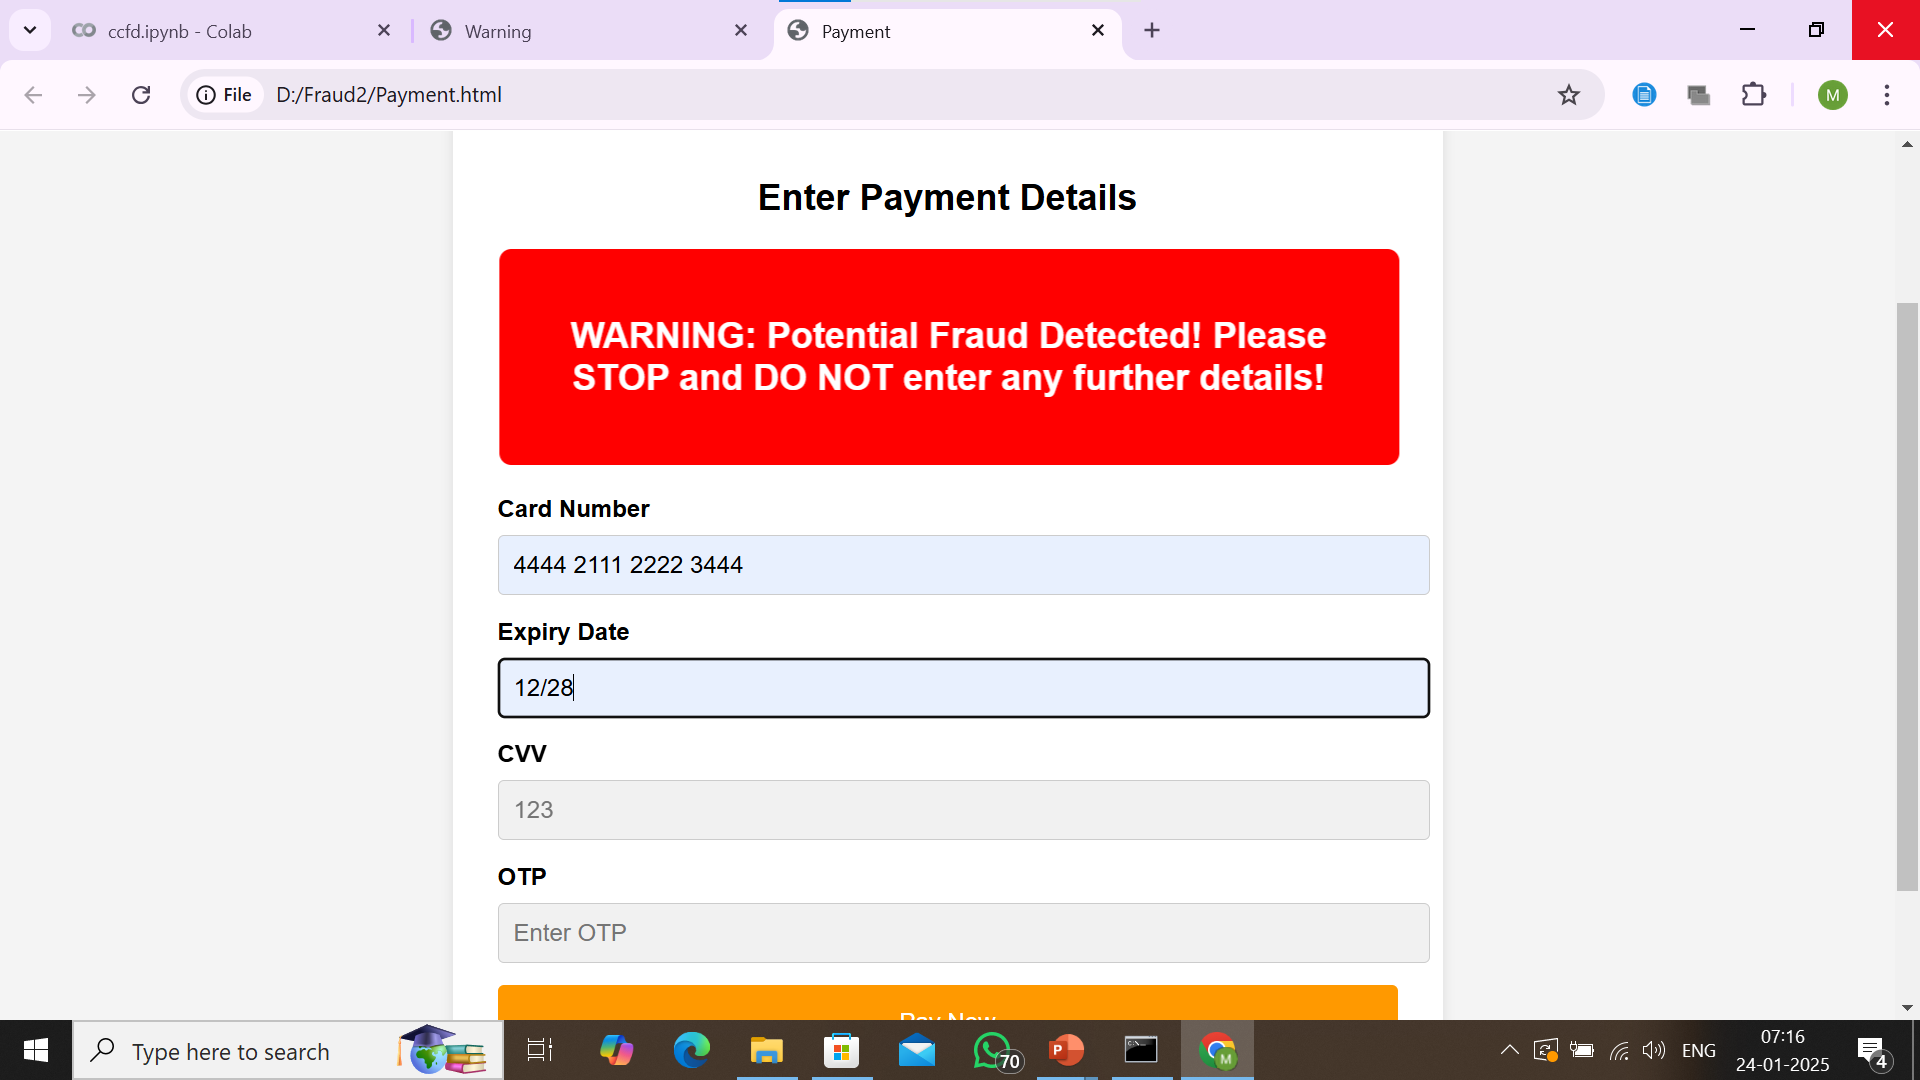 ccfd.ipynb - Colab
Warning
Payment
File
D:/Fraud2/Payment.html
M
Enter Payment Details
WARNING: Potential Fraud Detected! Please
STOP and DO NOT enter any further details!
Card Number
4444 2111 2222 3444
Expiry Date
12/28
CVV
123
OTP
Enter OTP
Pay Now
Type here to search
70
P
M
ENG
07:16
24-01-2025
4